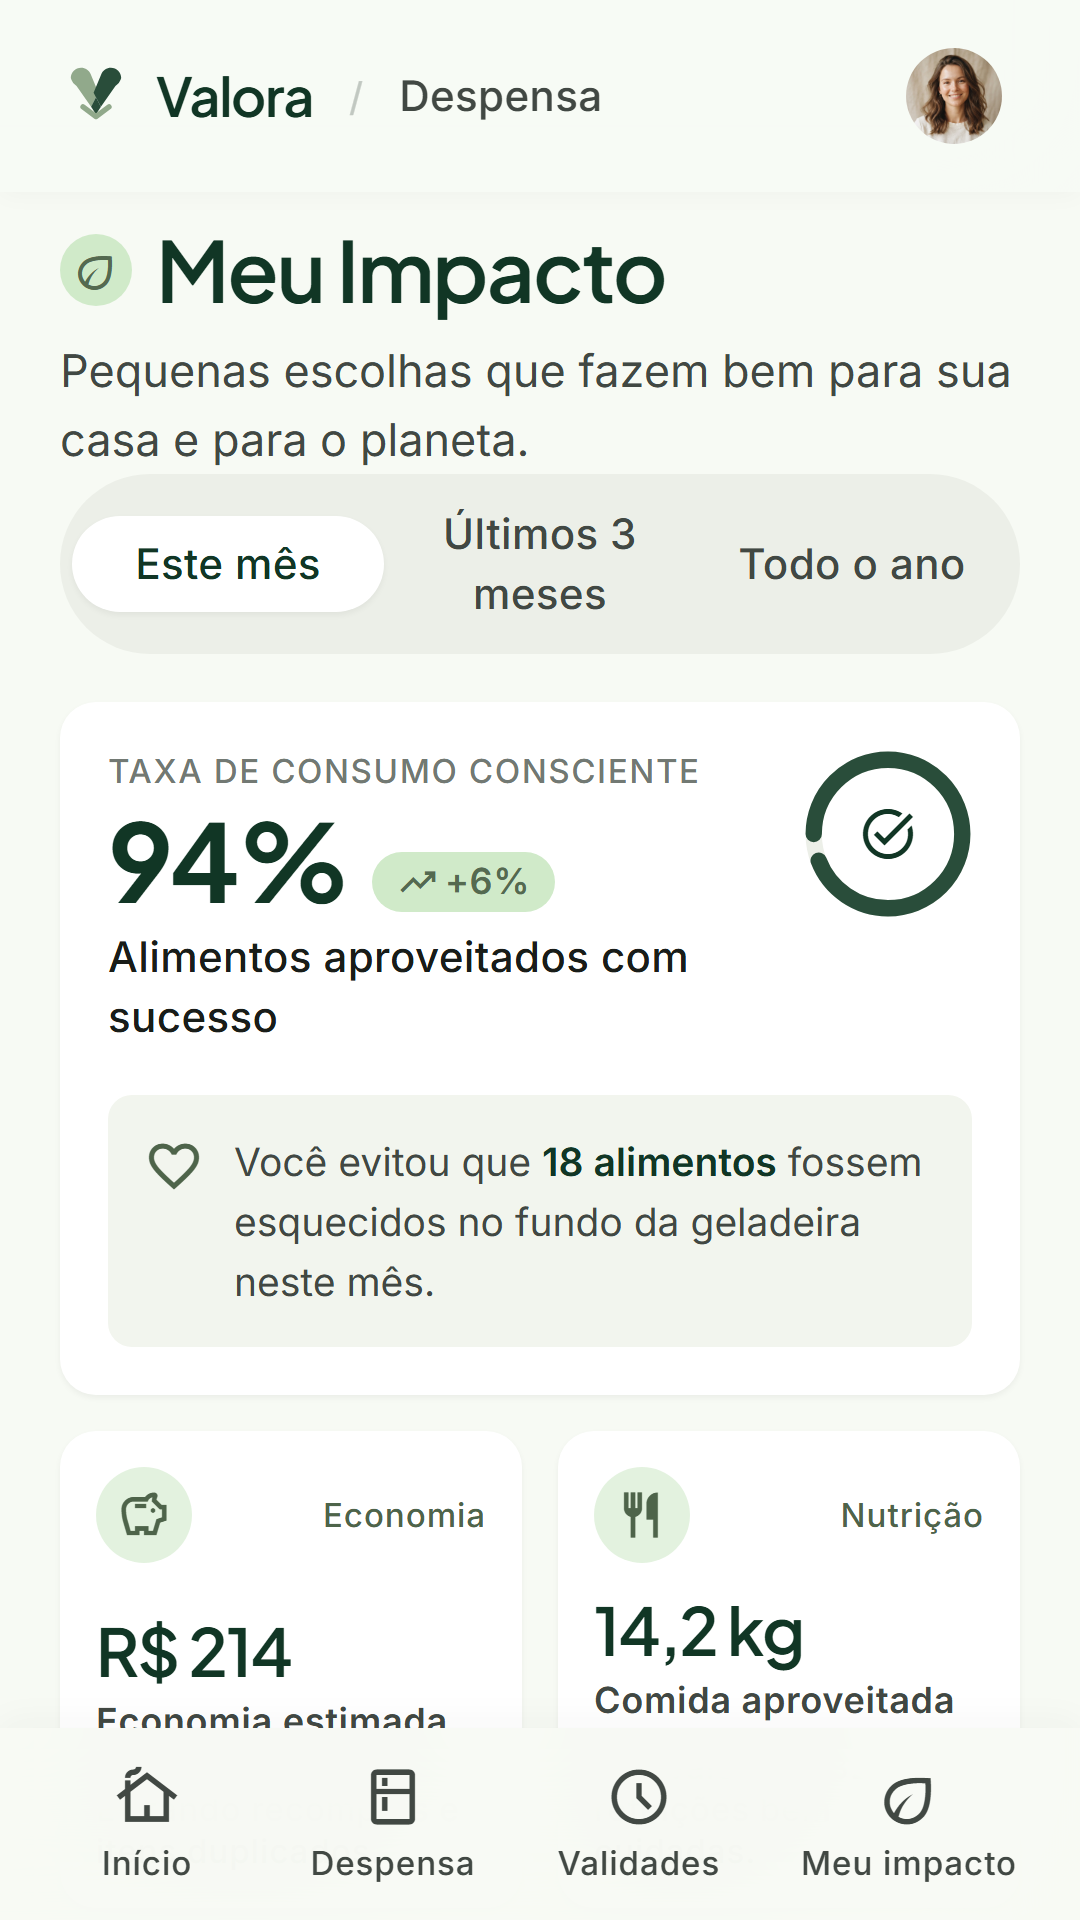 Valora / Despensa
Meu Impacto
Pequenas escolhas que fazem bem para sua
casa e para o planeta.
Este mês
Últimos 3
meses
Todo o ano
TAXA DE CONSUMO CONSCIENTE
94%
+6%
Alimentos aproveitados com
sucesso
Você evitou que 18 alimentos fossem
esquecidos no fundo da geladeira
neste mês.
Economia
R$ 214
Economia estimada
Nutrição
14,2 kg
Comida aproveitada
Início
Despensa
Validades
Meu impacto